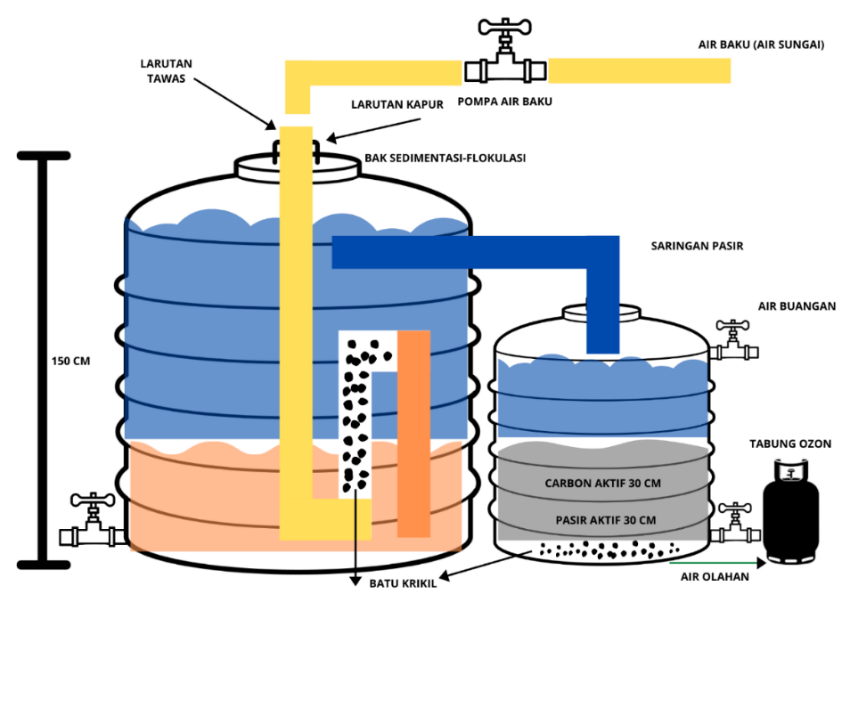 AIR BAKU (AIR SUNGAI)
LARUTAN
TAWAS
LARUTAN KAPUR
POMPA AIR BAKU
BAK SEDIMENTASI-FLOKULASI
SARINGAN PASIR
AIR BUANGAN
150 CM
TABUNG OZON
CARBON AKTIF 30 CM
PASIR AKTIF 30 CM
BATU KRIKIL
AIR OLAHAN